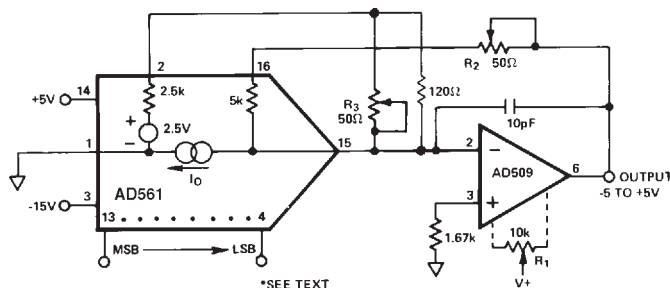 2
16
R2
50Ω
14
+5V
2.5k
+
2.5V
-
5k
R3
50Ω
120Ω
10pF
1
15
2
-
IO
AD561
AD509
6
OUTPUT
-5 TO +5V
3
-15V
13
4
3
+
MSB
LSB
1.67k
10k
R1
V+
*SEE TEXT